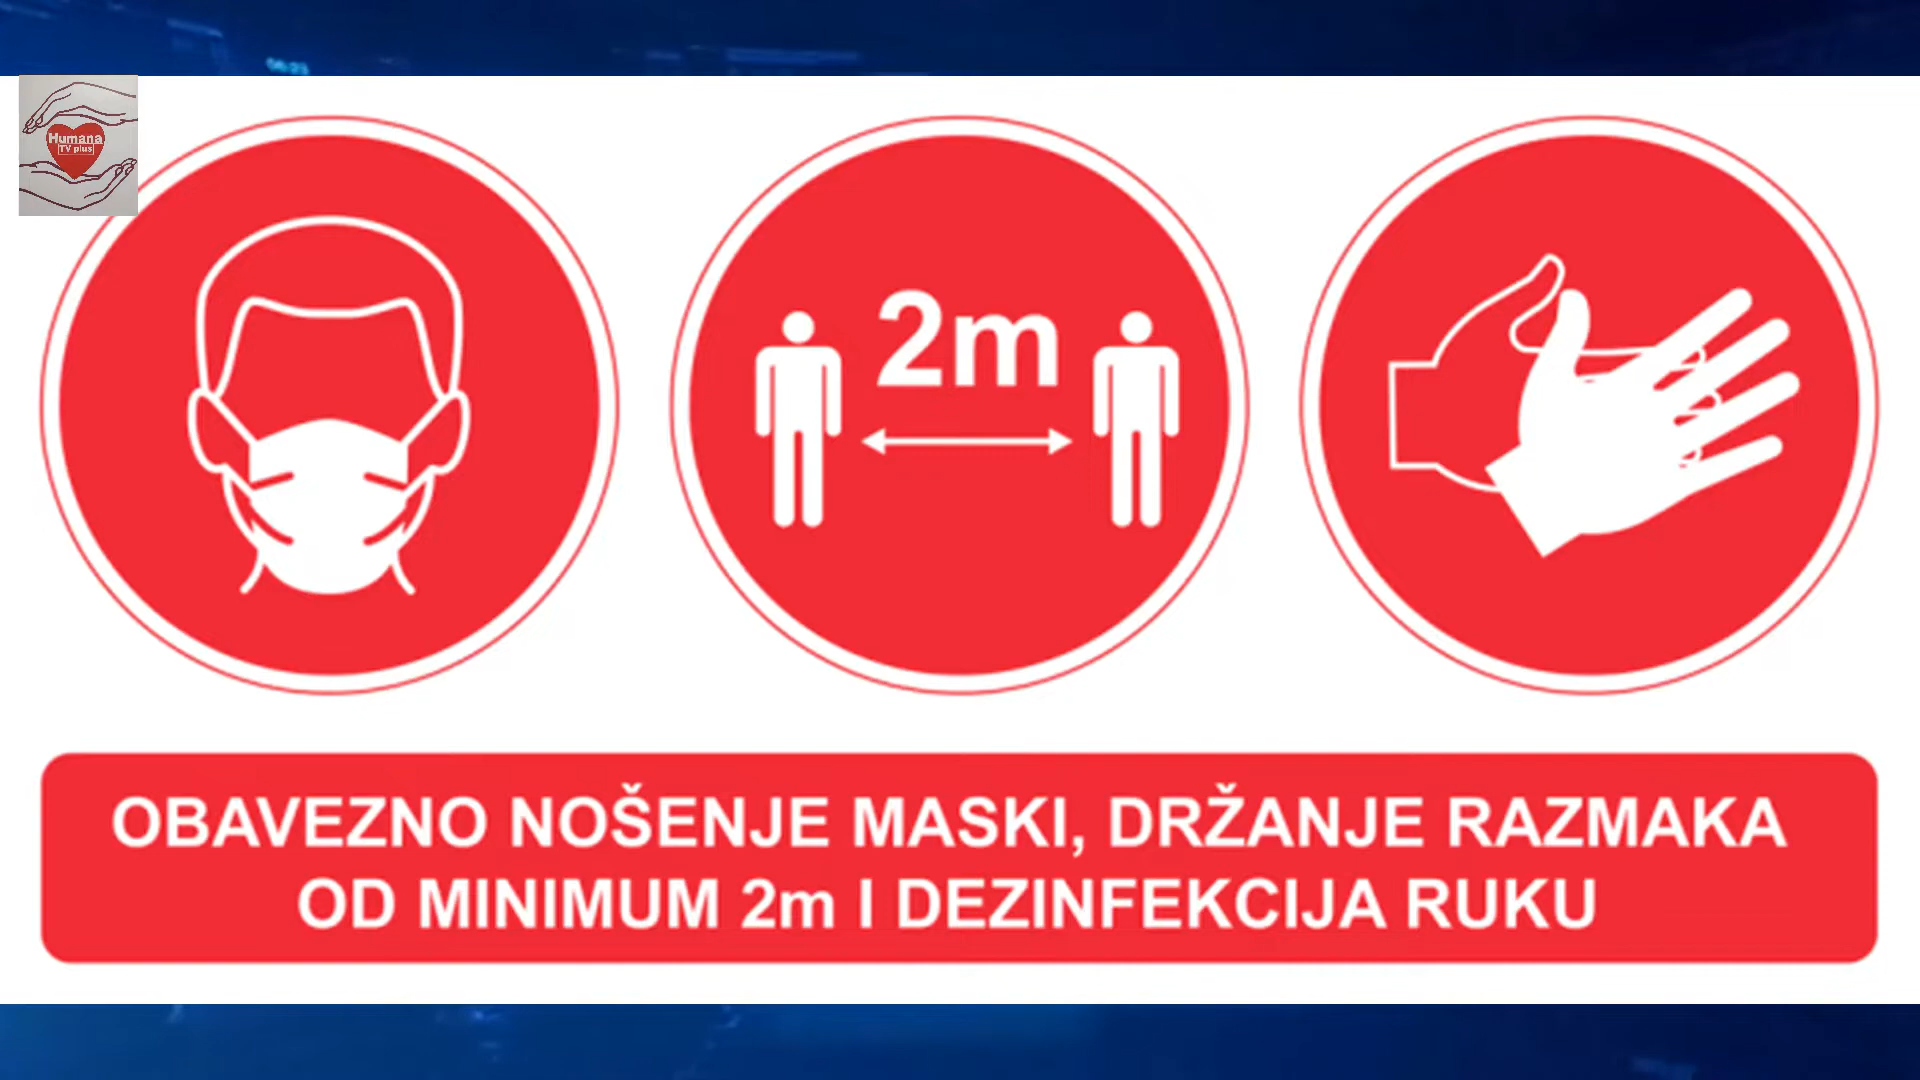 Humana
TV plus
2m
OBAVEZNO NOŠENJE MASKI, DRŽANJE RAZMAKA
OD MINIMUM 2m I DEZINFEKCIJA RUKU